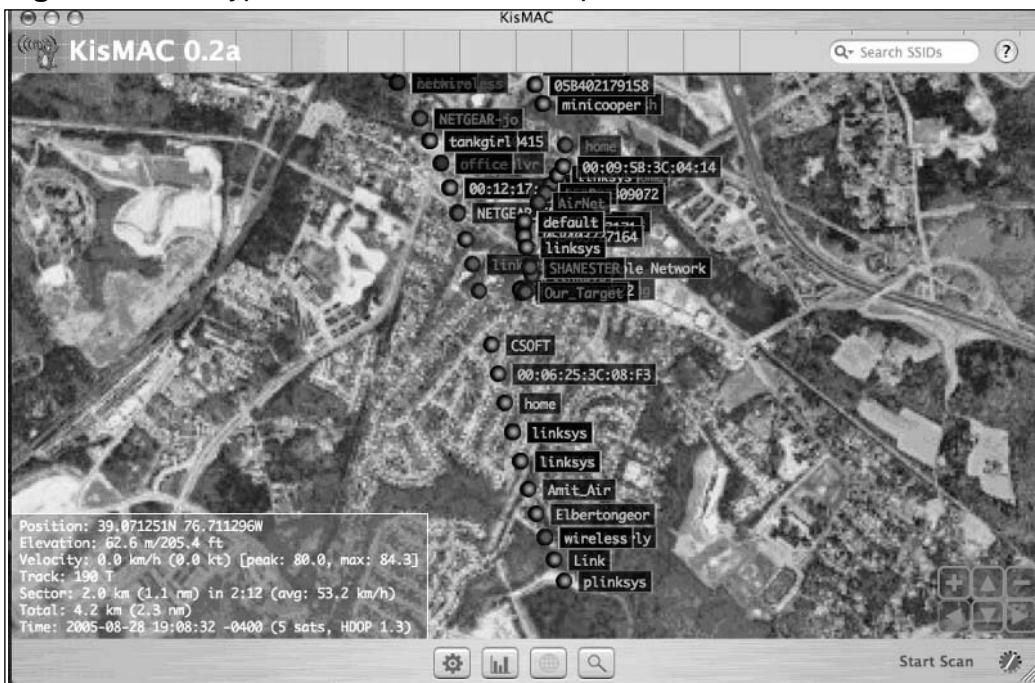 KisMAC
KisMAC 0.2a
Search SSIDs
?
05B402179158
minicooper
NETGEAR-jo
tankgirl
home
office
00:09:5B:3C:04:14
00:12:17:
AirNet
NETGEAR
default
linksys
SHANESTER
ole Network
Our_Target
CSOFT
00:06:25:3C:08:F3
home
linksys
linksys
Amit_Air
Elbertongeor
wireless
Link
plinksys
Position: 39.071251N 76.711296W
Elevation: 62.6 m/205.4 ft
Velocity: 0.0 km/h (0.0 kt) [peak: 80.0, max: 84.3]
Track: 190 T
Sector: 2.0 km (1.1 nm) in 2:12 (avg: 53.2 km/h)
Total: 4.2 km (2.3 nm)
Time: 2005-08-28 19:08:32 -0400 (5 sats, HDOP 1.3)
Start Scan